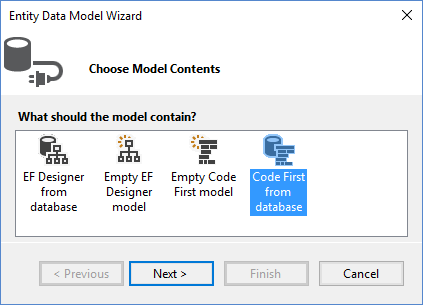 Entity Data Model Wizard
Choose Model Contents
What should the model contain?
EF Designer from database
Empty EF Designer model
Empty Code First model
Code First from database
< Previous
Next >
Finish
Cancel